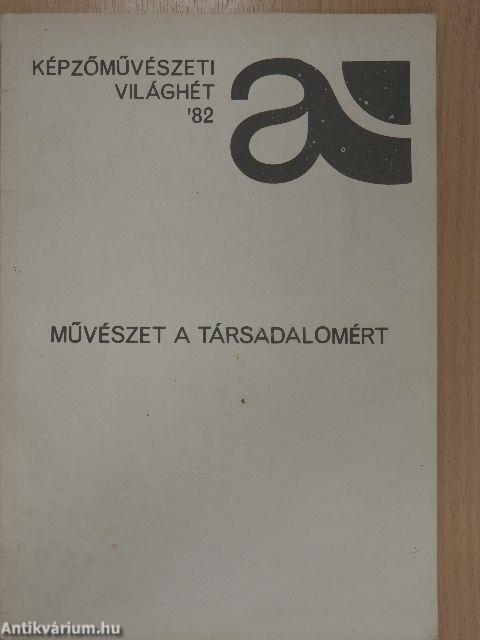 KÉPZŐMŰVÉSZETI
VILÁGHÉT
'82
a
MŰVÉSZET A TÁRSADALOMÉRT
Antikvárium.hu